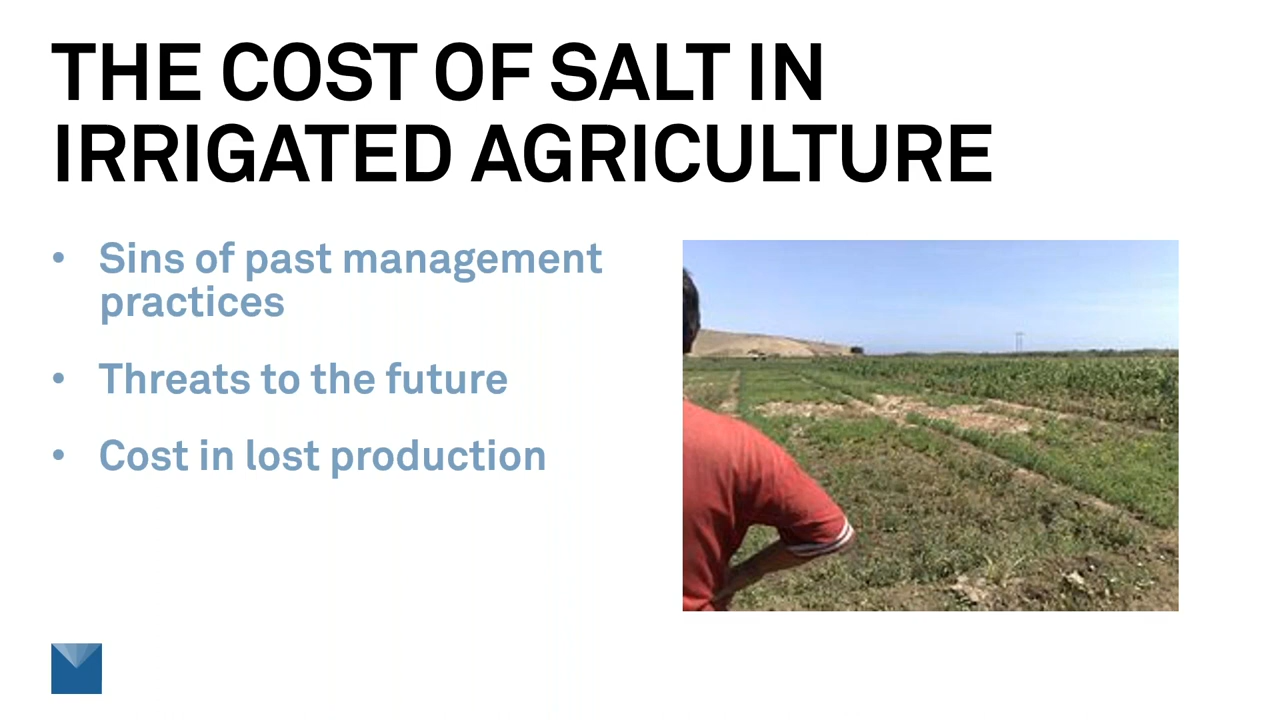 THE COST OF SALT IN
IRRIGATED AGRICULTURE
• Sins of past management
practices
• Threats to the future
• Cost in lost production